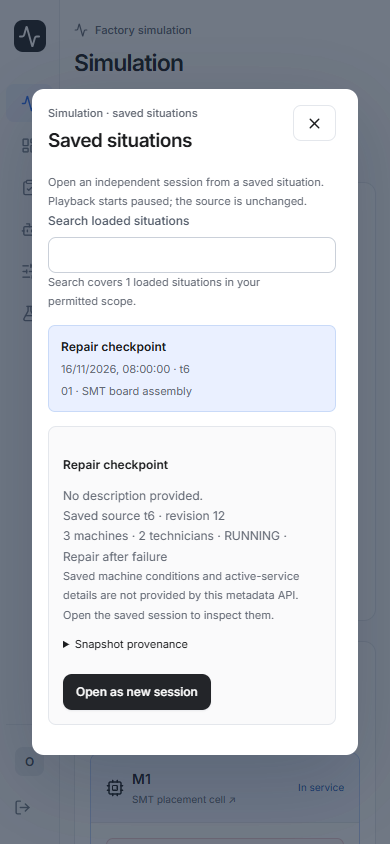 Factory simulation
Simulation
Simulation · saved situations
Saved situations
Open an independent session from a saved situation.
Playback starts paused; the source is unchanged.
Search loaded situations
Search covers 1 loaded situations in your
permitted scope.
Repair checkpoint
16/11/2026, 08:00:00 · t6
01 · SMT board assembly
Repair checkpoint
No description provided.
Saved source t6 · revision 12
3 machines · 2 technicians · RUNNING ·
Repair after failure
Saved machine conditions and active-service
details are not provided by this metadata API.
Open the saved session to inspect them.
Snapshot provenance
Open as new session
O
M1
In service
SMT placement cell ↗